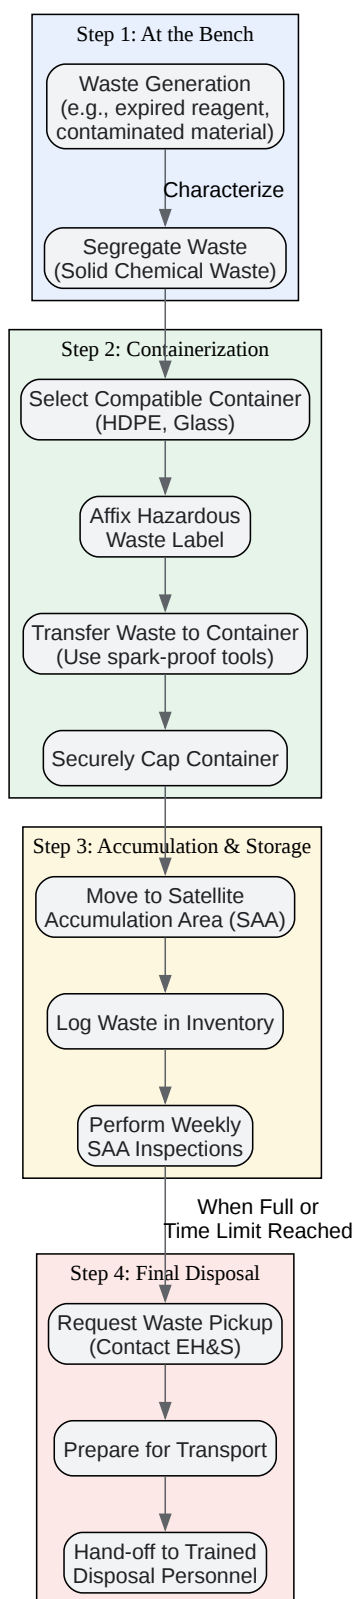 Step 1: At the Bench
Waste Generation
(e.g., expired reagent,
contaminated material)
Characterize
Segregate Waste
(Solid Chemical Waste)
Step 2: Containerization
Select Compatible Container
(HDPE, Glass)
Affix Hazardous
Waste Label
Transfer Waste to Container
(Use spark-proof tools)
Securely Cap Container
Step 3: Accumulation & Storage
Move to Satellite
Accumulation Area (SAA)
Log Waste in Inventory
Perform Weekly
SAA Inspections
When Full or
Time Limit Reached
Step 4: Final Disposal
Request Waste Pickup
(Contact EH&S)
Prepare for Transport
Hand-off to Trained
Disposal Personnel